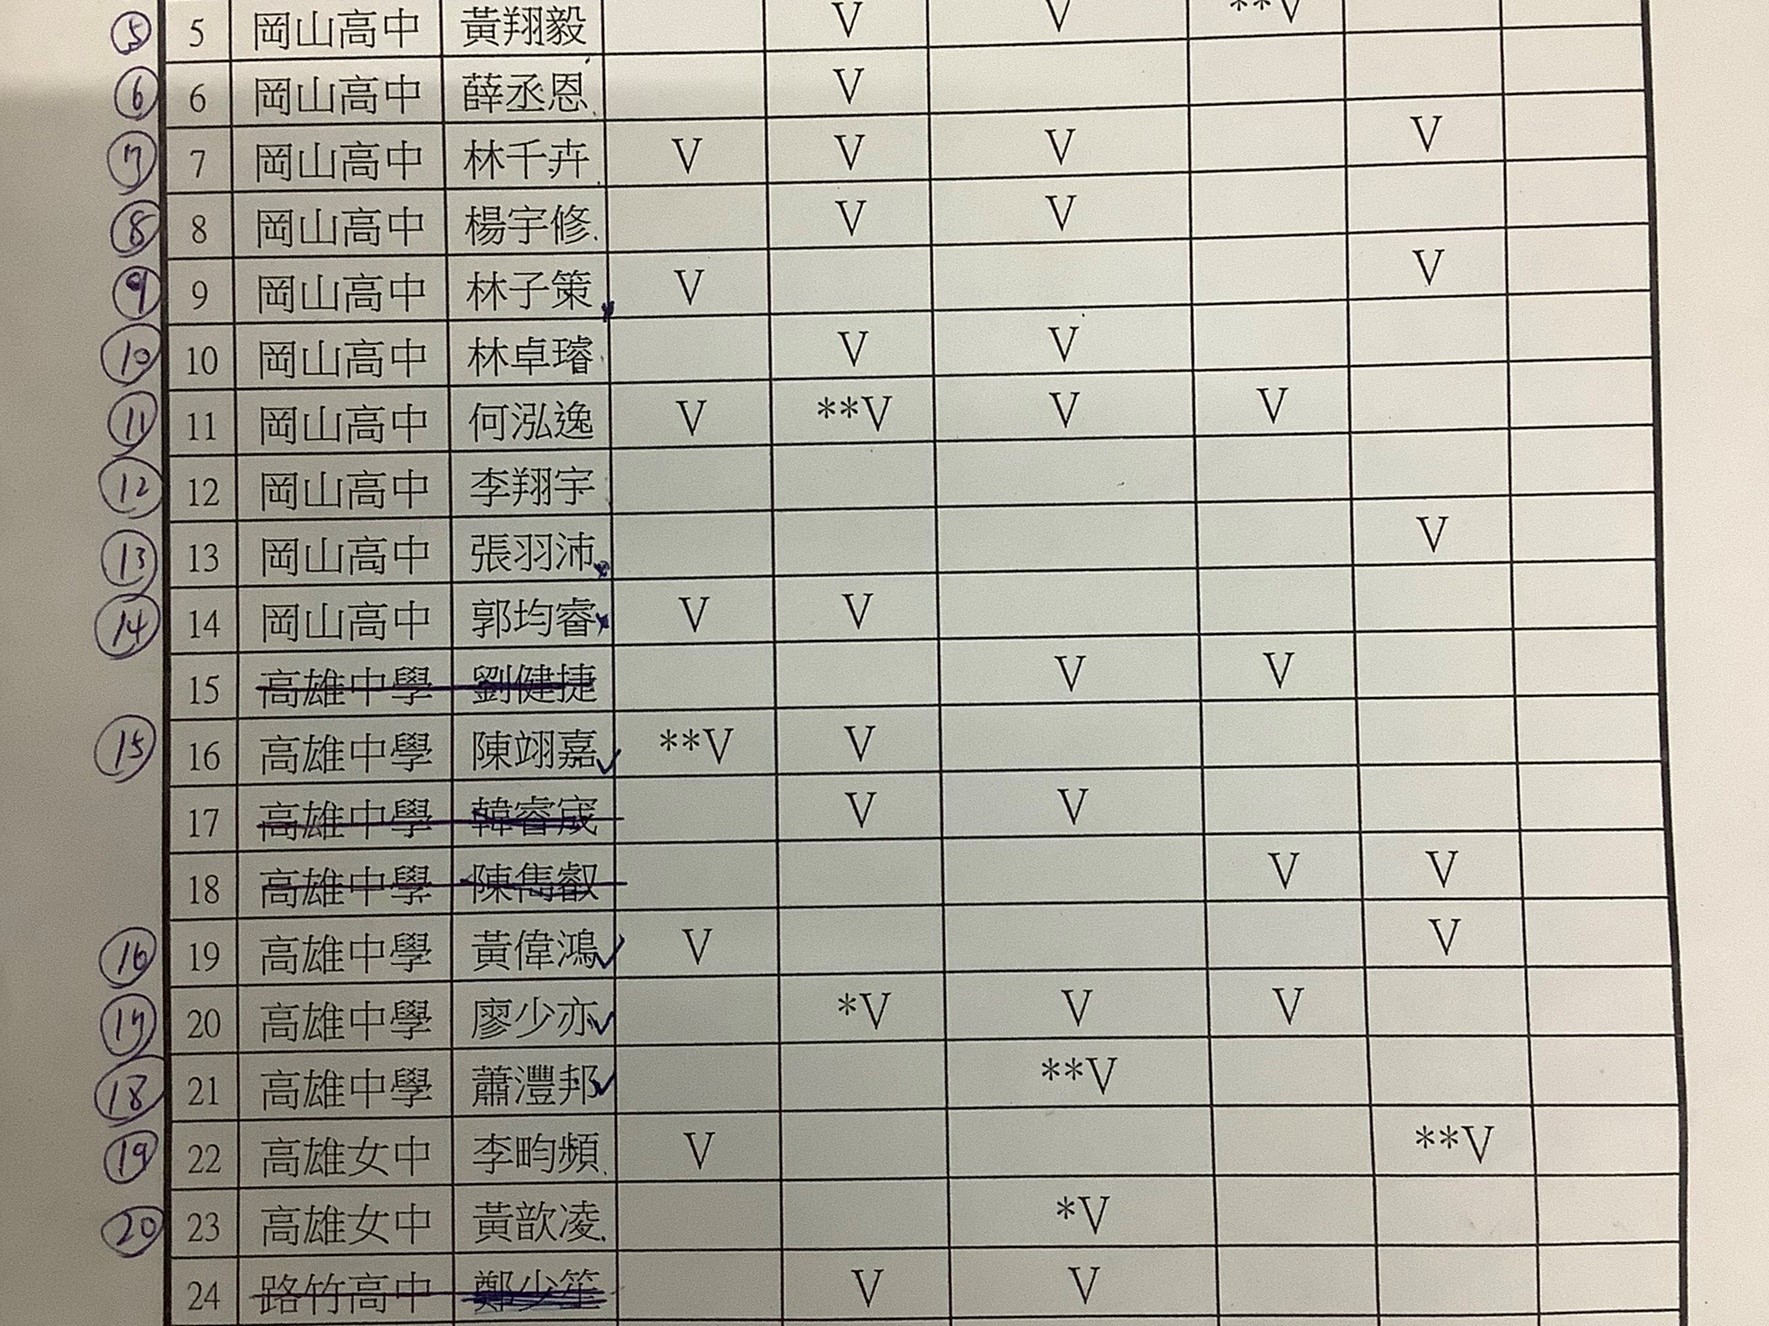 ⑤ 5 岡山高中 黃翔毅 V V **V
⑥ 6 岡山高中 薛丞恩 V
⑦ 7 岡山高中 林千卉 V V V V
⑧ 8 岡山高中 楊宇修 V V
⑨ 9 岡山高中 林子策 V V
⑩ 10 岡山高中 林卓璿 V V
⑪ 11 岡山高中 何泓逸 V **V V V
⑫ 12 岡山高中 李翔宇
⑬ 13 岡山高中 張羽沛 V
⑭ 14 岡山高中 郭均睿 V V
15 高雄中學 劉健捷 V V
⑮ 16 高雄中學 陳翊嘉 **V V
17 高雄中學 韓睿宬 V V
18 高雄中學 陳雋叡 V V
⑯ 19 高雄中學 黃偉鴻 V V
⑰ 20 高雄中學 廖少亦 *V V V
⑱ 21 高雄中學 蕭灃邦 **V
⑲ 22 高雄女中 李畇頻 V **V
⑳ 23 高雄女中 黃歆凌 *V
24 路竹高中 鄭少笙 V V